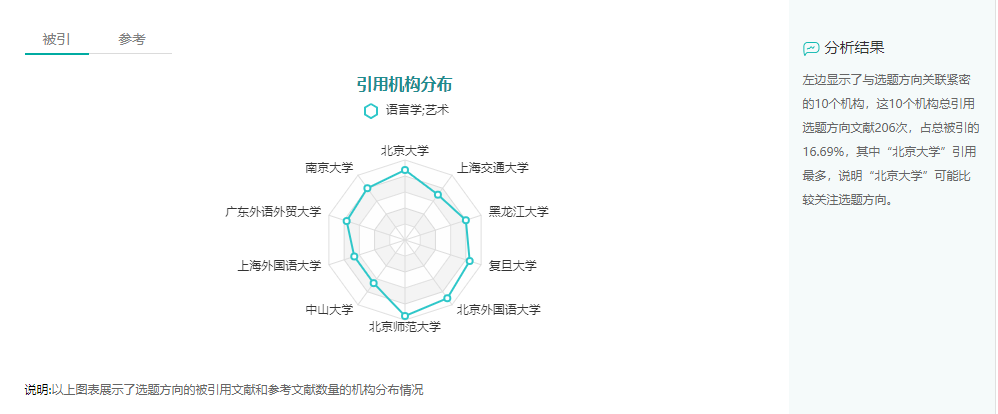 被引
参考
引用机构分布
语言学;艺术
北京大学
南京大学
上海交通大学
广东外语外贸大学
黑龙江大学
上海外国语大学
复旦大学
中山大学
北京外国语大学
北京师范大学
说明:以上图表展示了选题方向的被引用文献和参考文献数量的机构分布情况
分析结果
左边显示了与选题方向关联紧密
的10个机构，这10个机构总引用
选题方向文献206次，占总被引的
16.69%，其中“北京大学”引用
最多，说明“北京大学”可能比
较关注选题方向。